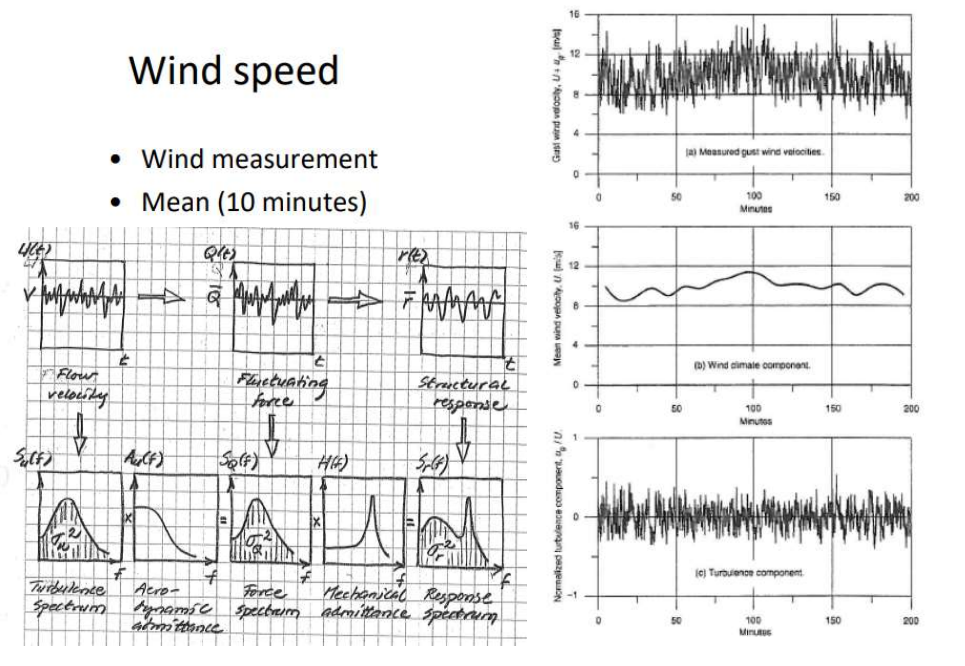 Wind speed
• Wind measurement
• Mean (10 minutes)
U(t)
V
t
Flow
velocity
Q(t)
Q̅
t
Fluctuating
force
r(t)
r̅
t
Structural
response
Su(f)
σu²
f
Turbulence
spectrum
x
Au(f)
f
Aero-
dynamic
admittance
=
SQ(f)
σQ²
f
Force
spectrum
x
H(f)
f
Mechanical
admittance
=
Sr(f)
σr²
f
Response
spectrum
Gust wind velocity, U + uθ [m/s]
16
12
8
4
0
(a) Measured gust wind velocities.
0 50 100 150 200
Minutes
Mean wind velocity, U. [m/s]
16
12
8
4
0
(b) Wind climate component.
0 50 100 150 200
Minutes
Normalized turbulence component, uθ / U.
1
0
−1
(c) Turbulence component.
0 50 100 150 200
Minutes